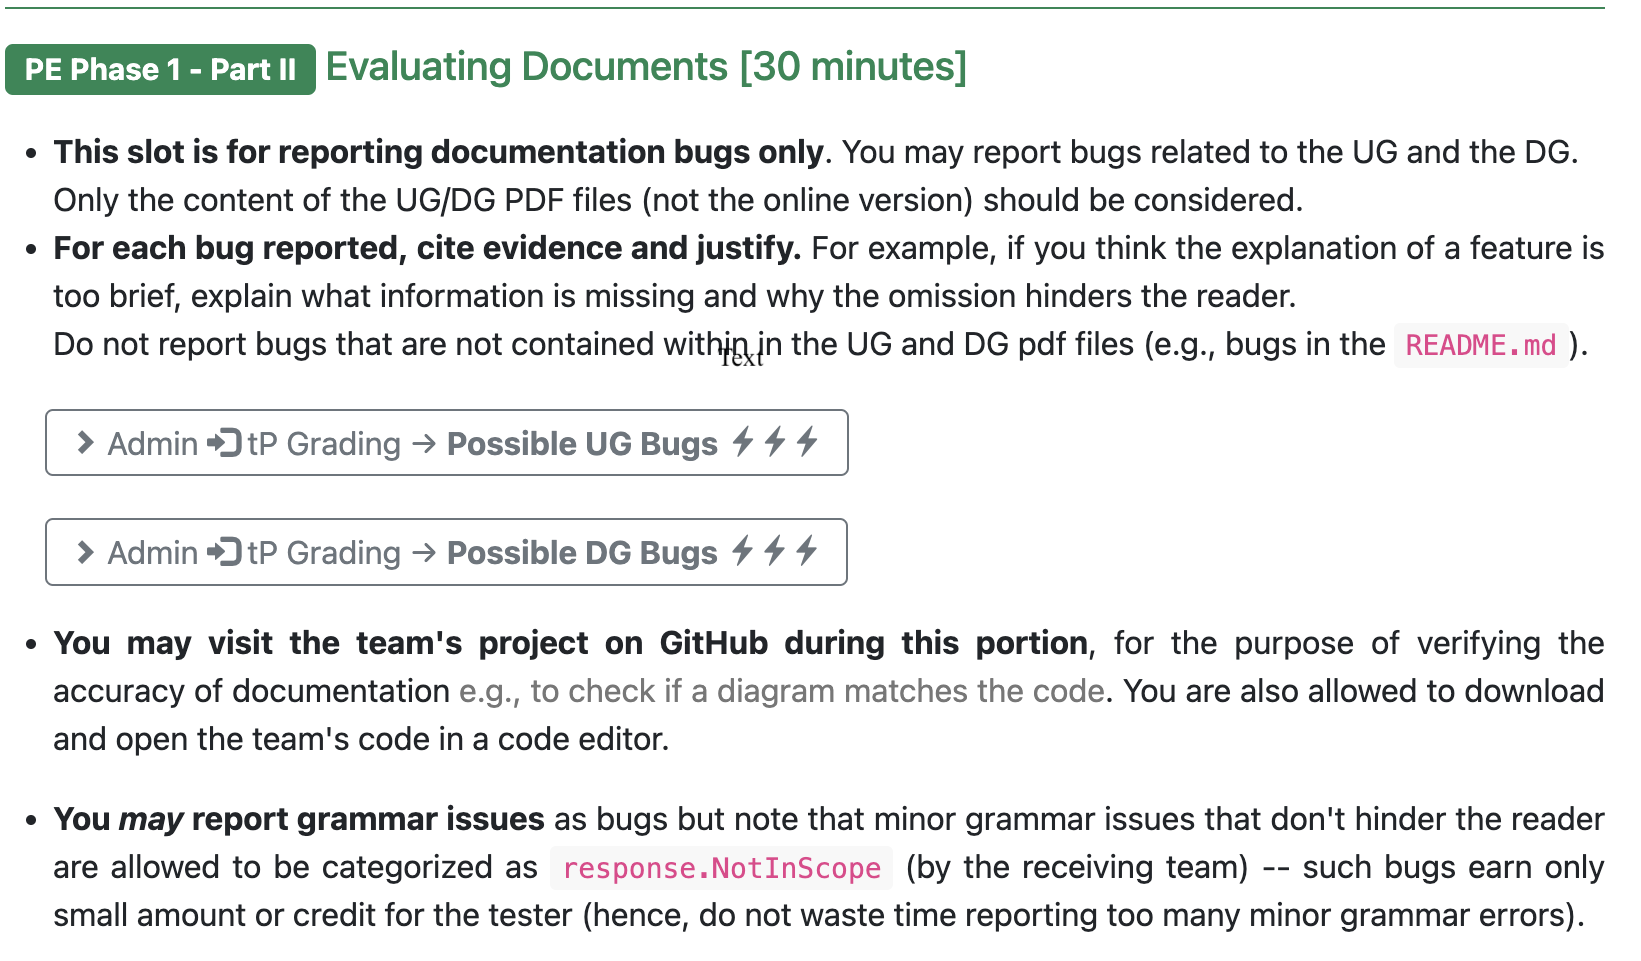 PE Phase 1 - Part II Evaluating Documents [30 minutes]
This slot is for reporting documentation bugs only. You may report bugs related to the UG and the DG.
Only the content of the UG/DG PDF files (not the online version) should be considered.
For each bug reported, cite evidence and justify. For example, if you think the explanation of a feature is
too brief, explain what information is missing and why the omission hinders the reader.
Do not report bugs that are not contained within in the UG and DG pdf files (e.g., bugs in the README.md ).
Text
Admin tP Grading → Possible UG Bugs
Admin tP Grading → Possible DG Bugs
You may visit the team's project on GitHub during this portion, for the purpose of verifying the
accuracy of documentation e.g., to check if a diagram matches the code. You are also allowed to download
and open the team's code in a code editor.
You may report grammar issues as bugs but note that minor grammar issues that don't hinder the reader
are allowed to be categorized as response.NotInScope (by the receiving team) -- such bugs earn only
small amount or credit for the tester (hence, do not waste time reporting too many minor grammar errors).